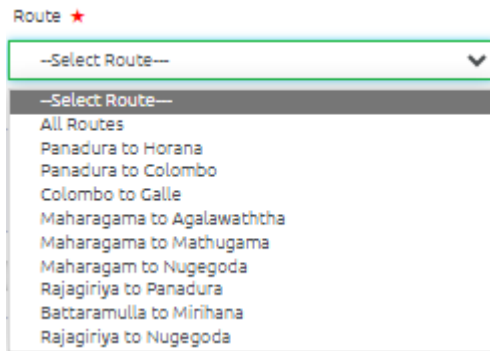 Route ★
--Select Route---
--Select Route---
All Routes
Panadura to Horana
Panadura to Colombo
Colombo to Galle
Maharagama to Agalawaththa
Maharagama to Mathugama
Maharagam to Nugegoda
Rajagiriya to Panadura
Battaramulla to Mirihana
Rajagiriya to Nugegoda